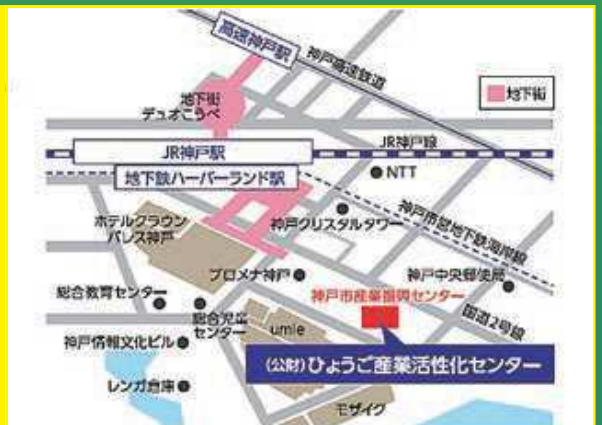 高速神戸駅
神戸高速鉄道
地下街
地下街
デュオこうべ
JR神戸線
JR神戸駅
NTT
地下鉄ハーバーランド駅
神戸市営地下鉄海岸線
ホテルクラウン
パレス神戸
神戸クリスタルタワー
プロメナ神戸
神戸中央郵便局
総合教育センター
神戸市産業振興センター
総合児童
センター
umie
国道2号線
神戸情報文化ビル
(公財)ひょうご産業活性化センター
レンガ倉庫
モザイク